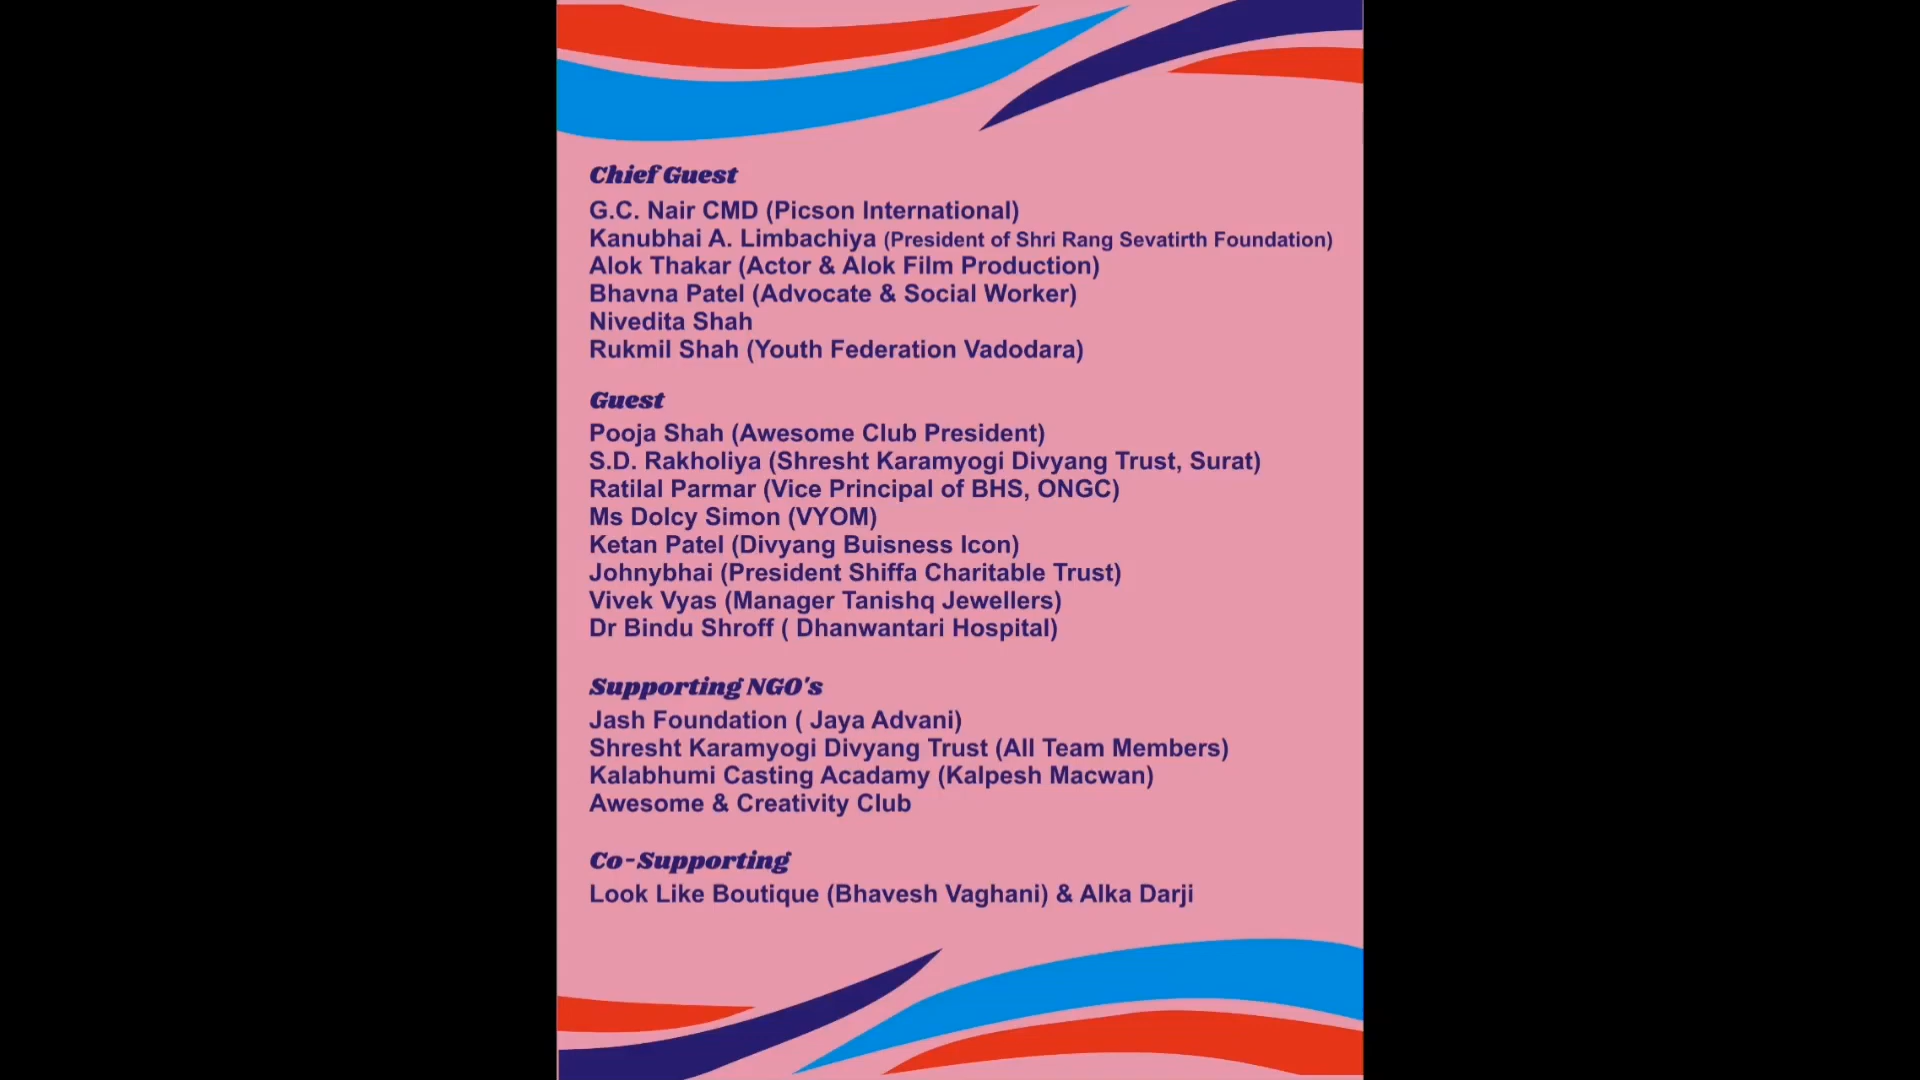 Chief Guest
G.C. Nair CMD (Picson International)
Kanubhai A. Limbachiya (President of Shri Rang Sevatirth Foundation)
Alok Thakar (Actor & Alok Film Production)
Bhavna Patel (Advocate & Social Worker)
Nivedita Shah
Rukmil Shah (Youth Federation Vadodara)
Guest
Pooja Shah (Awesome Club President)
S.D. Rakholiya (Shresht Karamyogi Divyang Trust, Surat)
Ratilal Parmar (Vice Principal of BHS, ONGC)
Ms Dolcy Simon (VYOM)
Ketan Patel (Divyang Buisness Icon)
Johnybhai (President Shiffa Charitable Trust)
Vivek Vyas (Manager Tanishq Jewellers)
Dr Bindu Shroff ( Dhanwantari Hospital)
Supporting NGO's
Jash Foundation ( Jaya Advani)
Shresht Karamyogi Divyang Trust (All Team Members)
Kalabhumi Casting Acadamy (Kalpesh Macwan)
Awesome & Creativity Club
Co-Supporting
Look Like Boutique (Bhavesh Vaghani) & Alka Darji